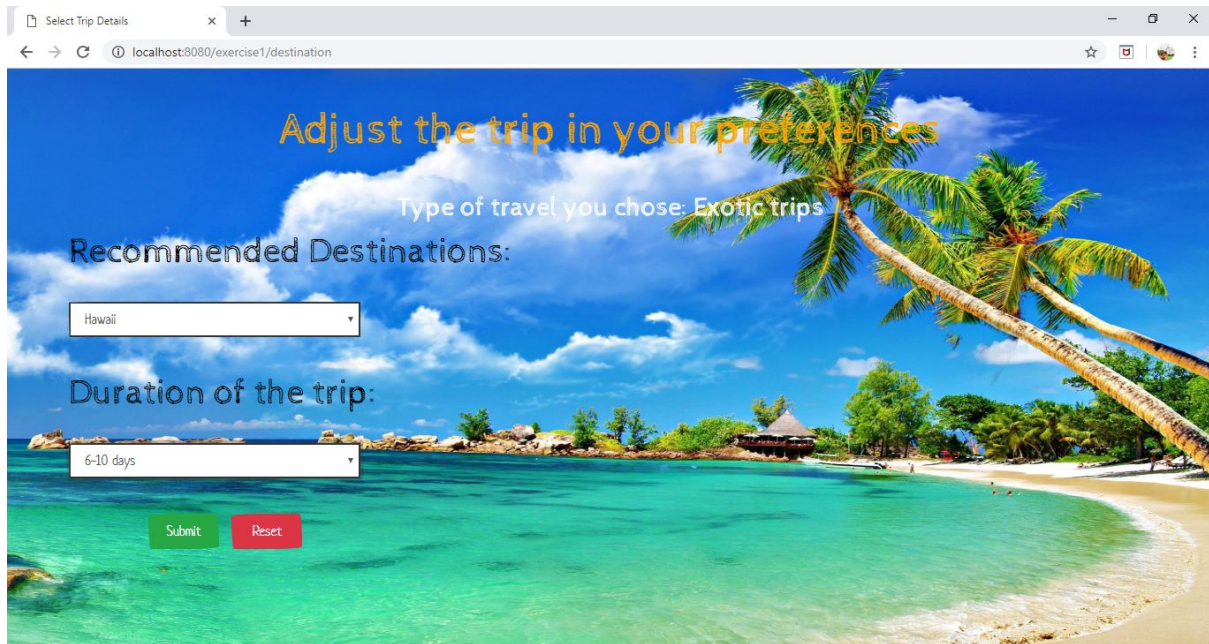 Select Trip Details
localhost:8080/exercise1/destination
Adjust the trip in your preferences
Type of travel you chose: Exotic trips
Recommended Destinations:
Hawaii
Duration of the trip:
6-10 days
Submit Reset